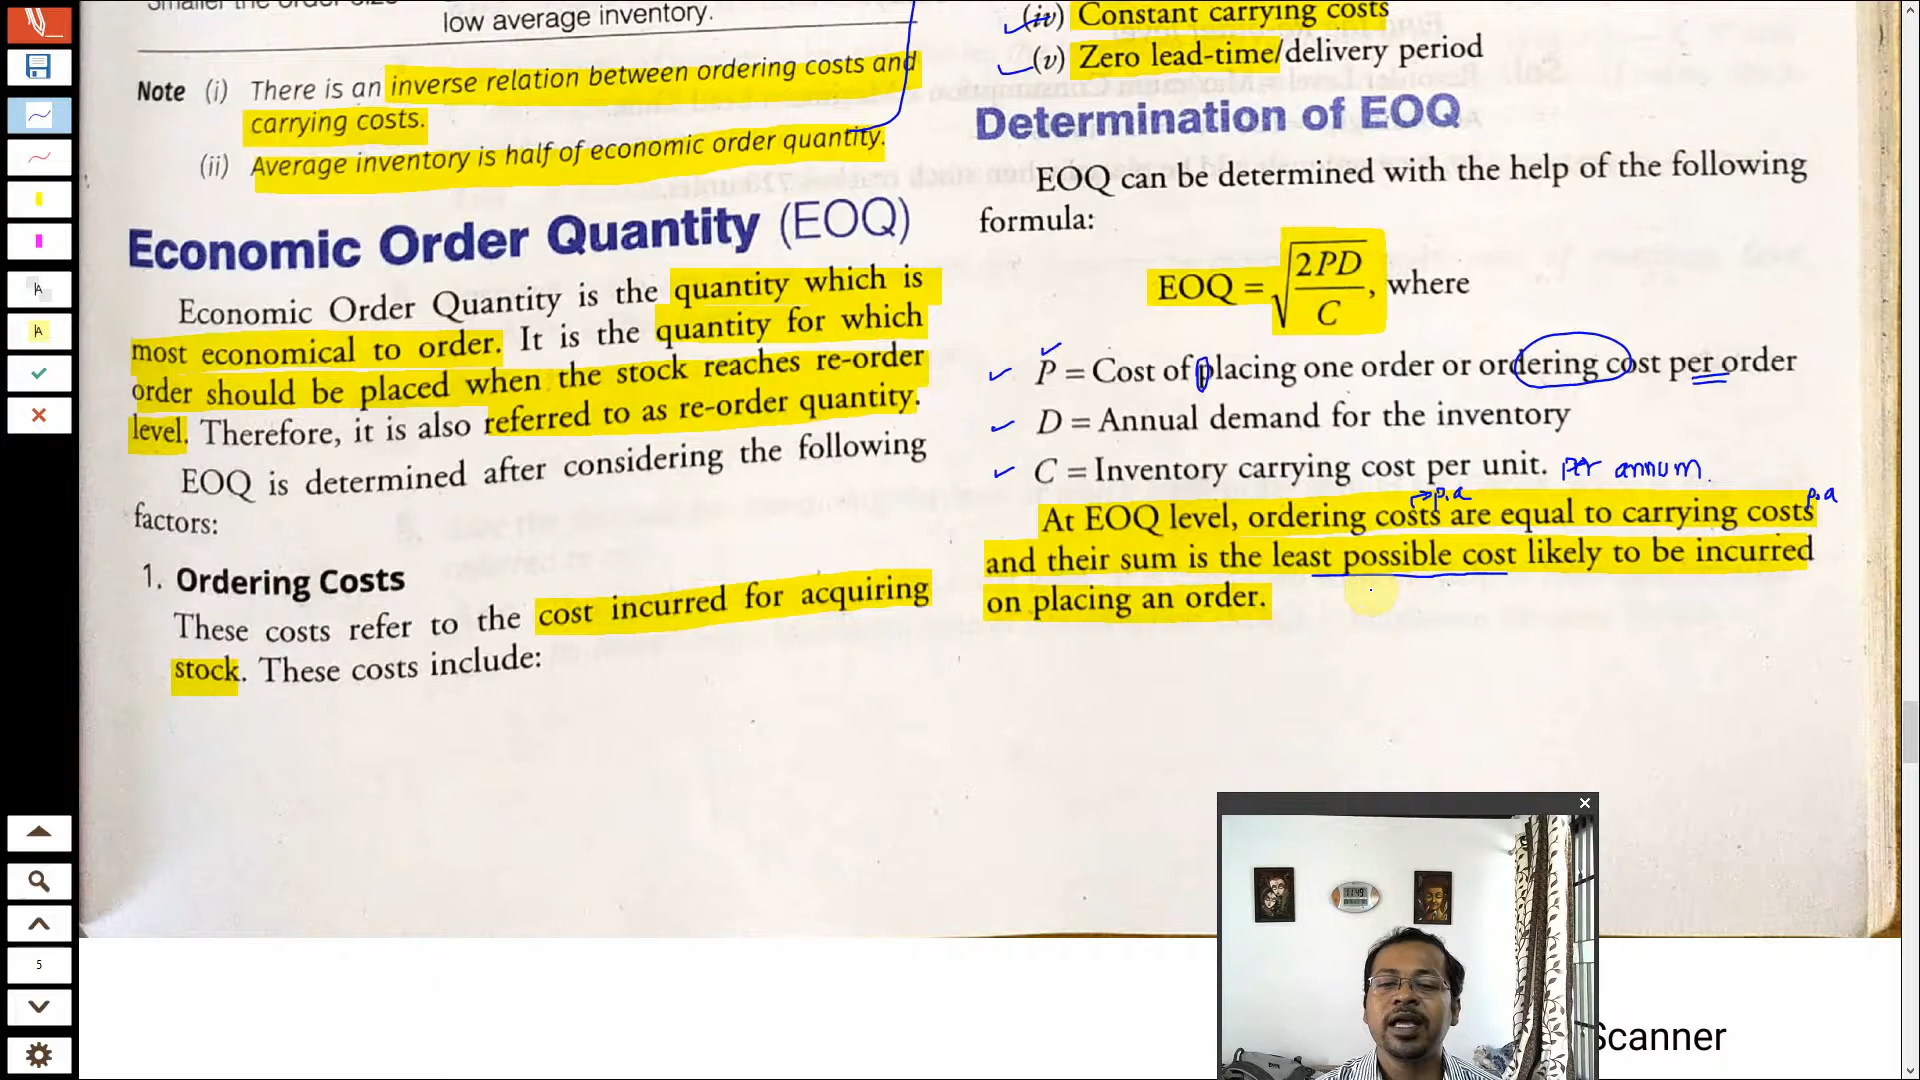 Smaller the order size
low average inventory.
Note (i) There is an inverse relation between ordering costs and
carrying costs.
(ii) Average inventory is half of economic order quantity.
Economic Order Quantity (EOQ)
Economic Order Quantity is the quantity which is
most economical to order. It is the quantity for which
order should be placed when the stock reaches re-order
level. Therefore, it is also referred to as re-order quantity.
EOQ is determined after considering the following
factors:
1. Ordering Costs
These costs refer to the cost incurred for acquiring
stock. These costs include:
(iv) Constant carrying costs
(v) Zero lead-time/delivery period
Determination of EOQ
EOQ can be determined with the help of the following
formula:
EOQ = √2PD/C, where
P = Cost of placing one order or ordering cost per order
D = Annual demand for the inventory
C = Inventory carrying cost per unit. per annum.
p.a p.a
At EOQ level, ordering costs are equal to carrying costs
and their sum is the least possible cost likely to be incurred
on placing an order.
A
A
5
Scanner